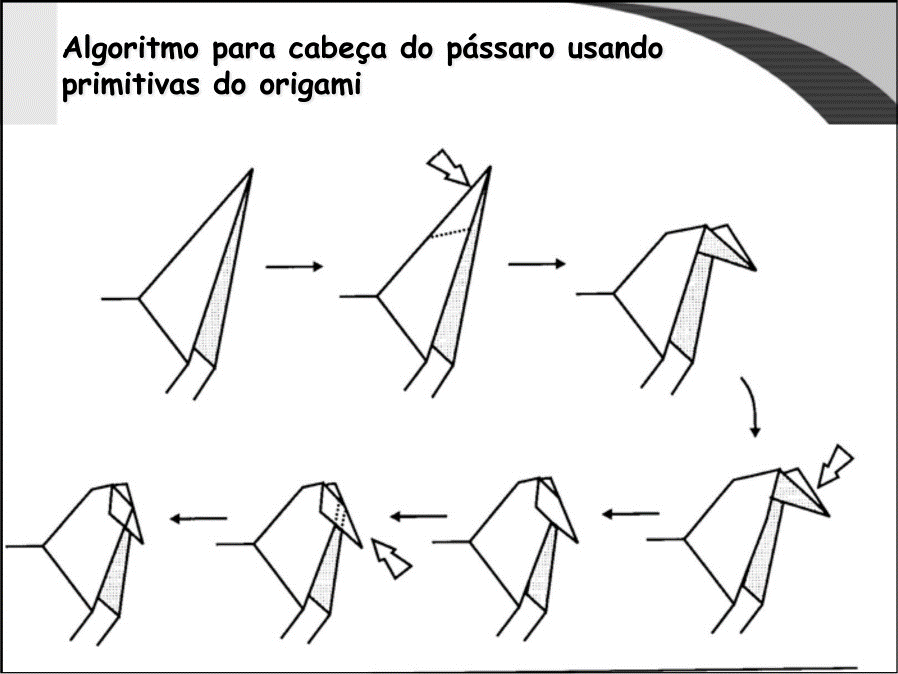 Algoritmo para cabeça do pássaro usando
primitivas do origami